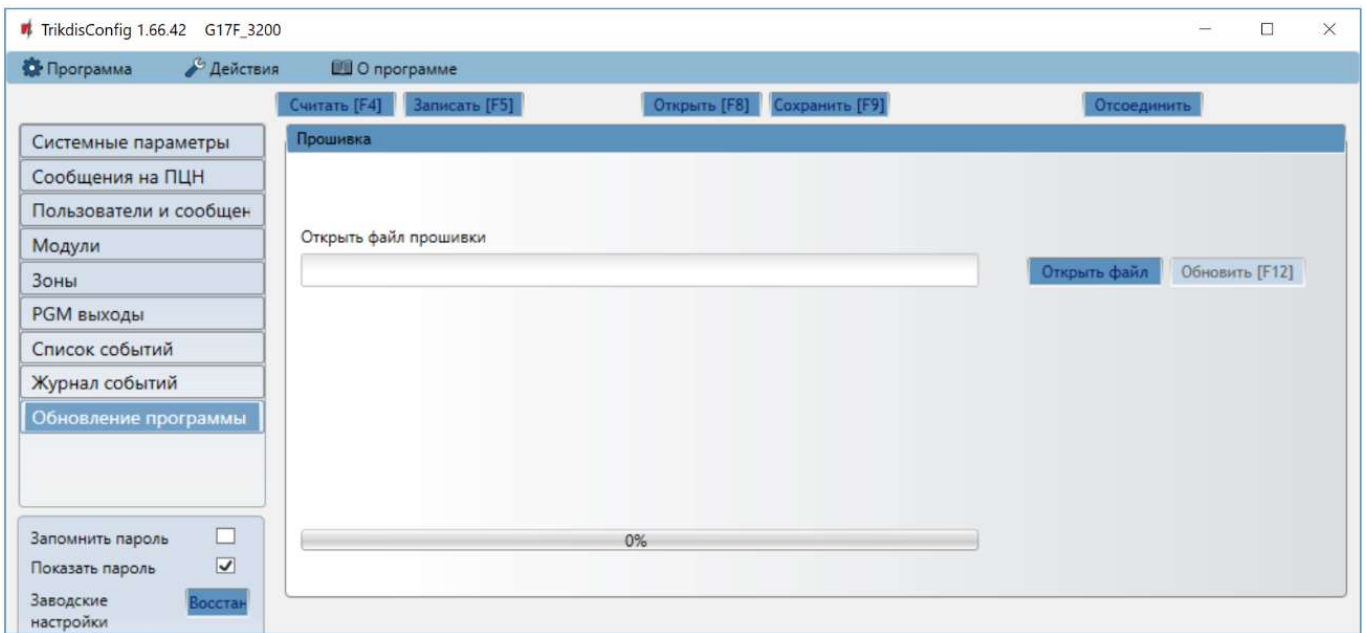 TrikdisConfig 1.66.42 G17F_3200
Программа Действия О программе
Считать [F4] Записать [F5] Открыть [F8] Сохранить [F9] Отсоединить
Системные параметры
Сообщения на ПЦН
Пользователи и сообщен
Модули
Зоны
PGM выходы
Список событий
Журнал событий
Обновление программы
Прошивка
Открыть файл прошивки
Открыть файл Обновить [F12]
0%
Запомнить пароль
Показать пароль
Заводские
настройки
Восстан